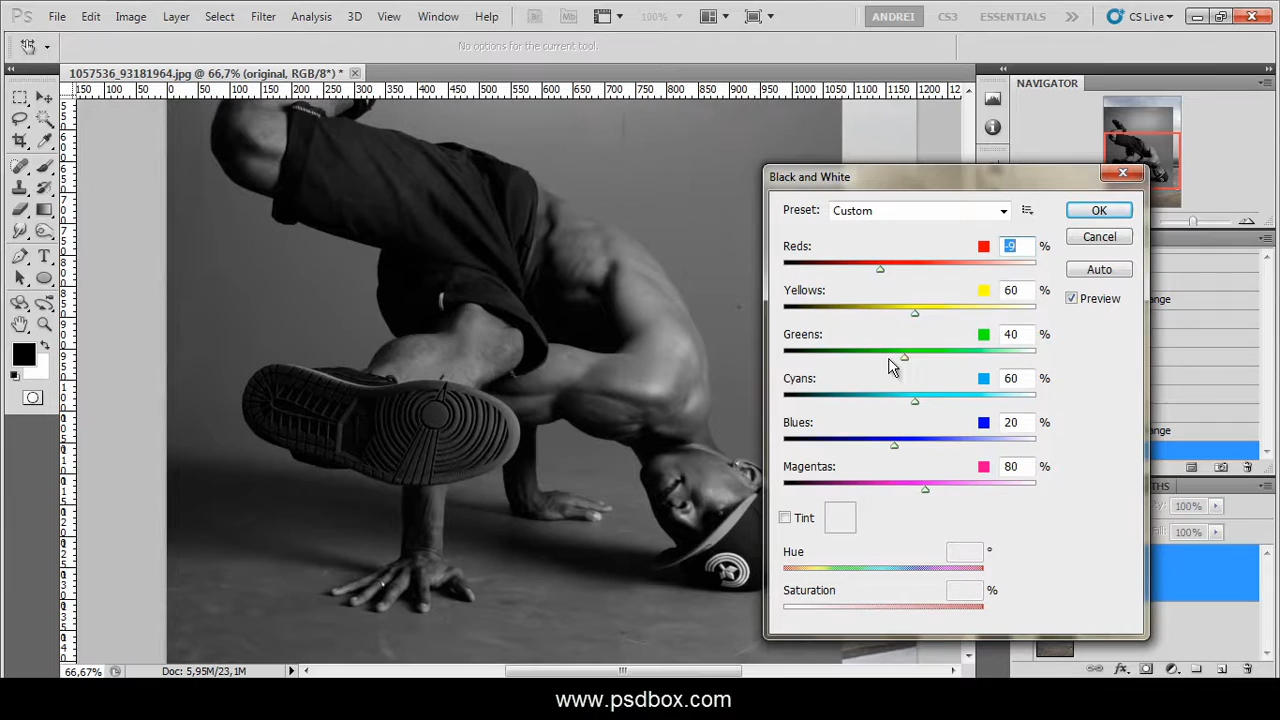 Ps File Edit Image Layer Select Filter Analysis 3D View Window Help Br Mb 100% ANDREI CS3 ESSENTIALS CS Live
No options for the current tool.
1057536_93181964.jpg @ 66,7% (original, RGB/8*) *
NAVIGATOR
150 100 50 0 50 100 150 200 250 300 350 400 450 500 550 600 650 700 750 800 850 900 950 1000 1050 1100 1150 1200 1250
Black and White
Preset: Custom
OK
Reds: -9 %
Cancel
Auto
Yellows: 60 %
Preview
Greens: 40 %
Cyans: 60 %
Blues: 20 %
Magentas: 80 %
Tint
Hue °
Saturation %
100%
100%
66,67% Doc: 5,95M/23,1M
www.psdbox.com